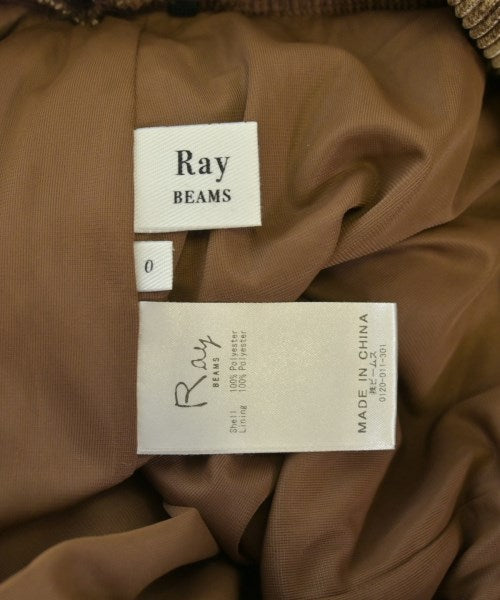 Ray
BEAMS
0
Ray
BEAMS
Shell 100% Polyester
Lining 100% Polyester
MADE IN CHINA
㈱ビームス
0120-011-301